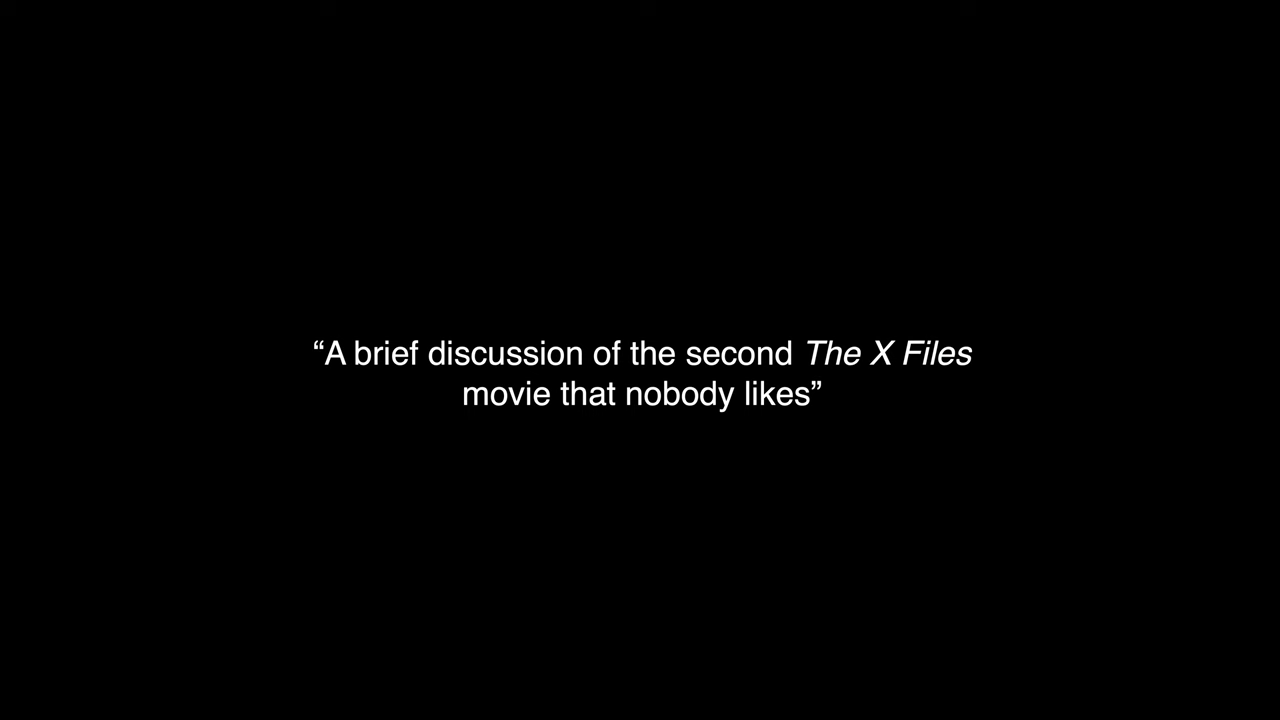 “A brief discussion of the second The X Files
movie that nobody likes”